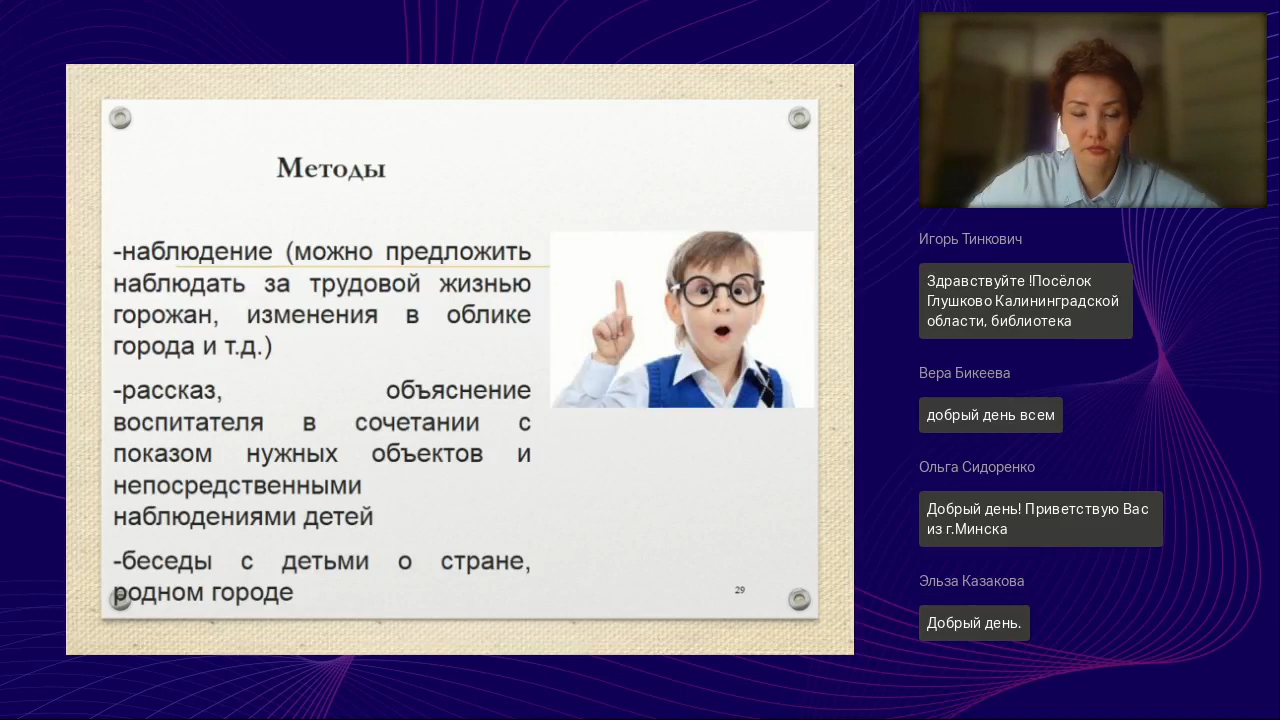 Методы
-наблюдение (можно предложить
наблюдать за трудовой жизнью
горожан, изменения в облике
города и т.д.)
-рассказ, объяснение
воспитателя в сочетании с
показом нужных объектов и
непосредственными
наблюдениями детей
-беседы с детьми о стране,
родном городе
29
Игорь Тинкович
Здравствуйте !Посёлок
Глушково Калининградской
области, библиотека
Вера Бикеева
добрый день всем
Ольга Сидоренко
Добрый день! Приветствую Вас
из г.Минска
Эльза Казакова
Добрый день.